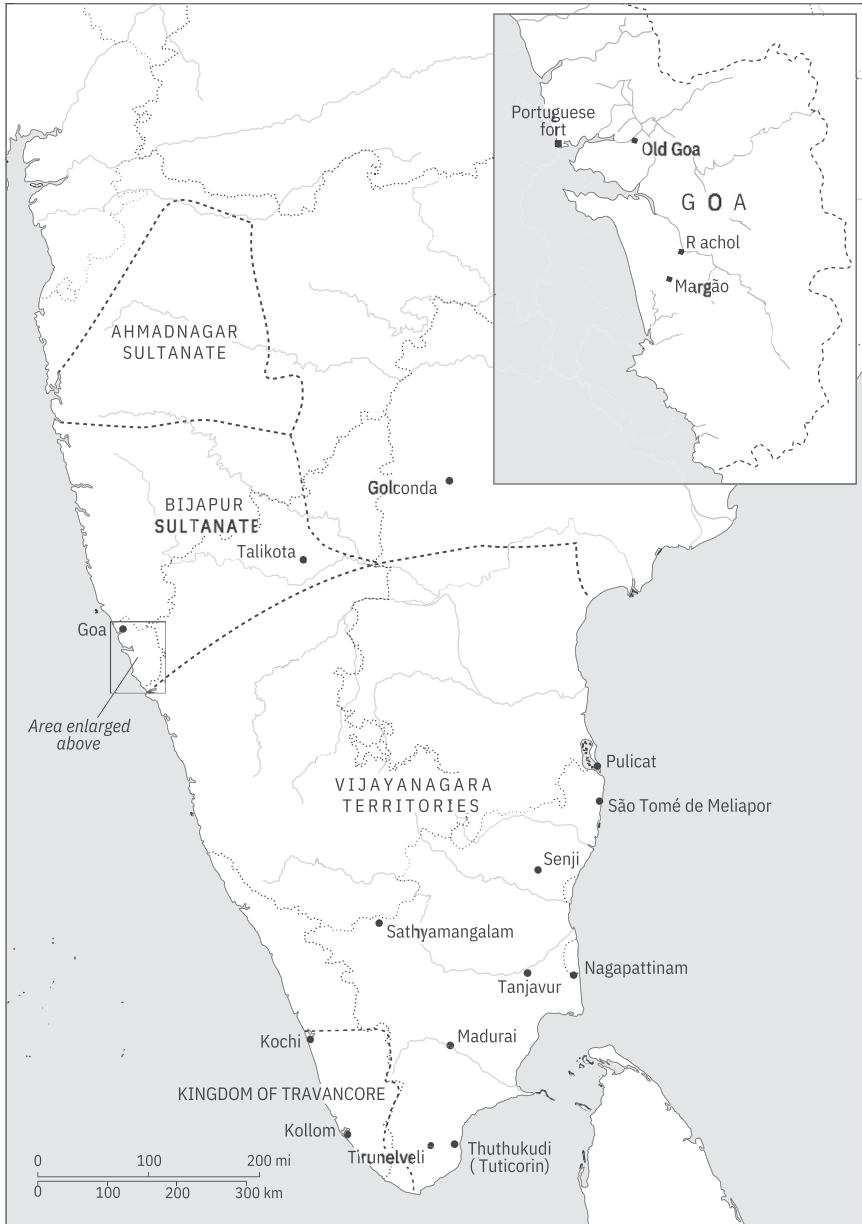 Portuguese
fort
Old Goa
G O A
R achol
Margão
AHMADNAGAR
SULTANATE
Golconda
BIJAPUR
SULTANATE
Talikota
Goa
Area enlarged
above
Pulicat
VIJAYANAGARA
TERRITORIES
São Tomé de Meliapor
Senji
Sathyamangalam
Nagapattinam
Tanjavur
Kochi
Madurai
KINGDOM OF TRAVANCORE
Kollom
Tirunelveli
Thuthukudi
( Tuticorin)
0 100 200 mi
0 100 200 300 km